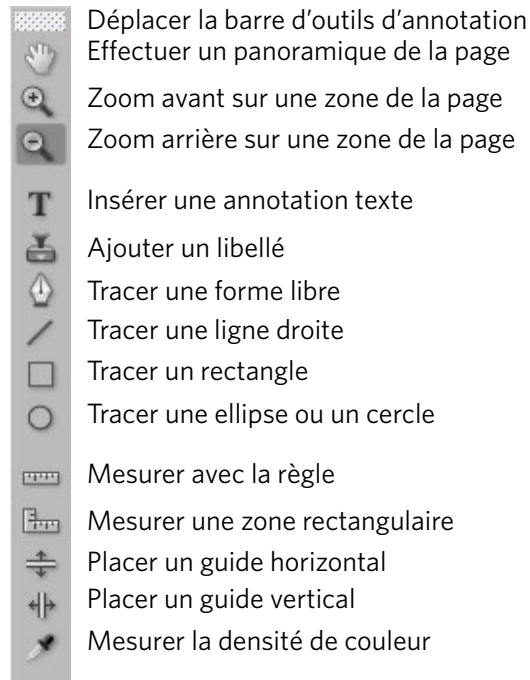 Déplacer la barre d’outils d’annotation
Effectuer un panoramique de la page
Zoom avant sur une zone de la page
Zoom arrière sur une zone de la page
Insérer une annotation texte
Ajouter un libellé
Tracer une forme libre
Tracer une ligne droite
Tracer un rectangle
Tracer une ellipse ou un cercle
Mesurer avec la règle
Mesurer une zone rectangulaire
Placer un guide horizontal
Placer un guide vertical
Mesurer la densité de couleur